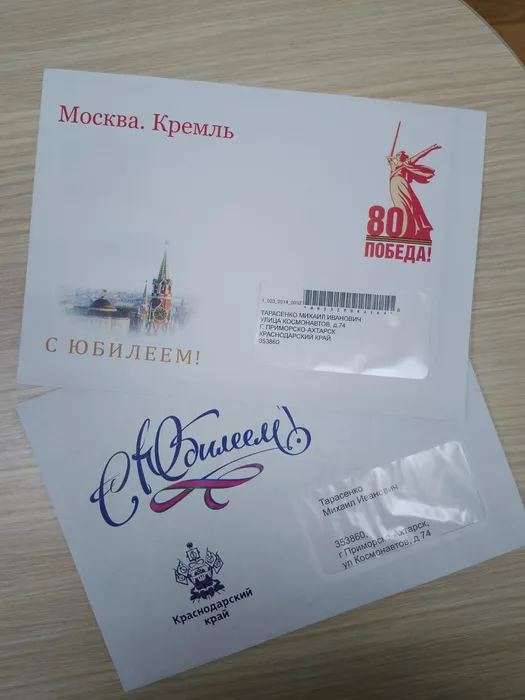 Москва. Кремль
80
ПОБЕДА!
ТАРАСЕНКО МИХАИЛ ИВАНОВИЧ
УЛИЦА КОСМОНАВТОВ, д.74
Г. ПРИМОРСКО-АХТАРСК
КРАСНОДАРСКИЙ КРАЙ
053860
С ЮБИЛЕЕМ!
С Юбилеем!
Тарасенко
Михаил Иванович
353860,
г Приморско-Ахтарск,
ул Космонавтов, д.74
Краснодарский
край